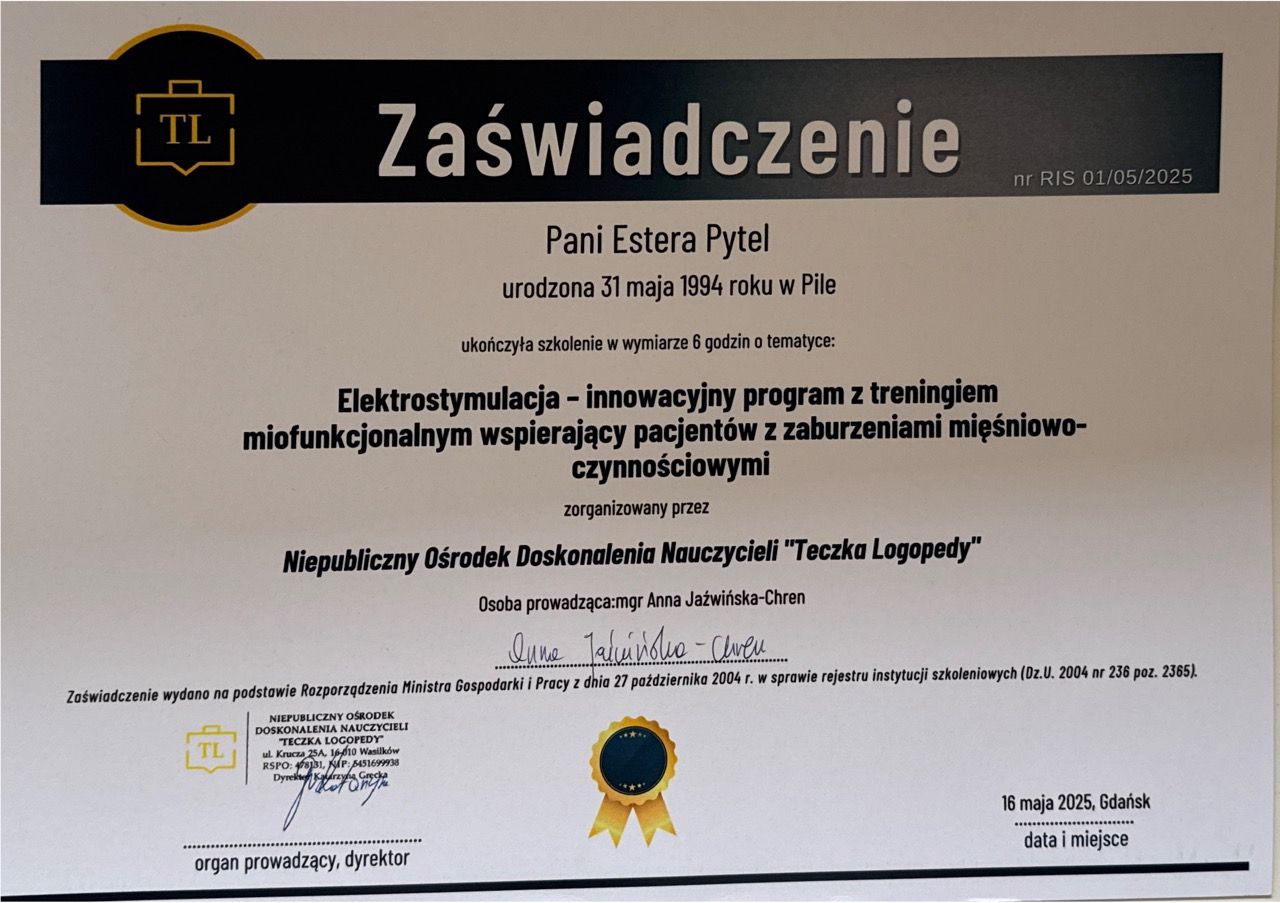 TL
Zaświadczenie
nr RIS 01/05/2025
Pani Estera Pytel
urodzona 31 maja 1994 roku w Pile
ukończyła szkolenie w wymiarze 6 godzin o tematyce:
Elektrostymulacja – innowacyjny program z treningiem
miofunkcjonalnym wspierający pacjentów z zaburzeniami mięśniowo-
czynnościowymi
zorganizowany przez
Niepubliczny Ośrodek Doskonalenia Nauczycieli "Teczka Logopedy"
Osoba prowadząca:mgr Anna Jaźwińska-Chren
Anna Jaźwińska-Chren
Zaświadczenie wydano na podstawie Rozporządzenia Ministra Gospodarki i Pracy z dnia 27 października 2004 r. w sprawie rejestru instytucji szkoleniowych (Dz.U. 2004 nr 236 poz. 2365).
TL
NIEPUBLICZNY OŚRODEK
DOSKONALENIA NAUCZYCIELI
"TECZKA LOGOPEDY"
ul. Krucza 25A, 16-010 Wasilków
RSPO: 478131, NIP: 5451699938
Dyrektor Katarzyna Grecka
organ prowadzący, dyrektor
16 maja 2025, Gdańsk
data i miejsce